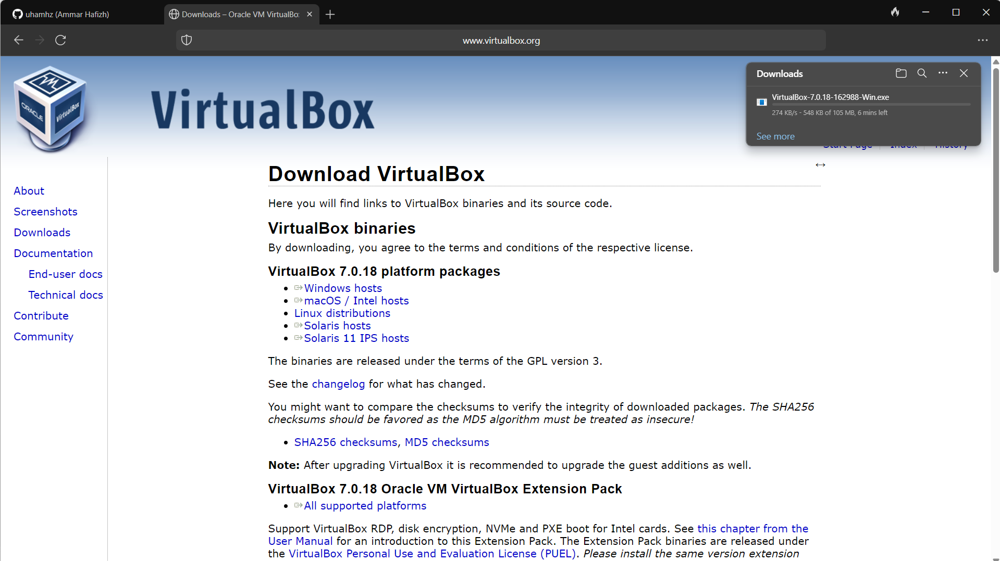 uhamhz (Ammar Hafizh)
Downloads – Oracle VM VirtualBo
www.virtualbox.org
ORACLE
VirtualBox
VirtualBox
Downloads
VirtualBox-7.0.18-162988-Win.exe
274 KB/s - 548 KB of 105 MB, 6 mins left
See more
Start Page
Index
History
About
Screenshots
Downloads
Documentation
End-user docs
Technical docs
Contribute
Community
Download VirtualBox
Here you will find links to VirtualBox binaries and its source code.
VirtualBox binaries
By downloading, you agree to the terms and conditions of the respective license.
VirtualBox 7.0.18 platform packages
Windows hosts
macOS / Intel hosts
Linux distributions
Solaris hosts
Solaris 11 IPS hosts
The binaries are released under the terms of the GPL version 3.
See the changelog for what has changed.
You might want to compare the checksums to verify the integrity of downloaded packages. The SHA256
checksums should be favored as the MD5 algorithm must be treated as insecure!
SHA256 checksums, MD5 checksums
Note: After upgrading VirtualBox it is recommended to upgrade the guest additions as well.
VirtualBox 7.0.18 Oracle VM VirtualBox Extension Pack
All supported platforms
Support VirtualBox RDP, disk encryption, NVMe and PXE boot for Intel cards. See this chapter from the
User Manual for an introduction to this Extension Pack. The Extension Pack binaries are released under
the VirtualBox Personal Use and Evaluation License (PUEL). Please install the same version extension